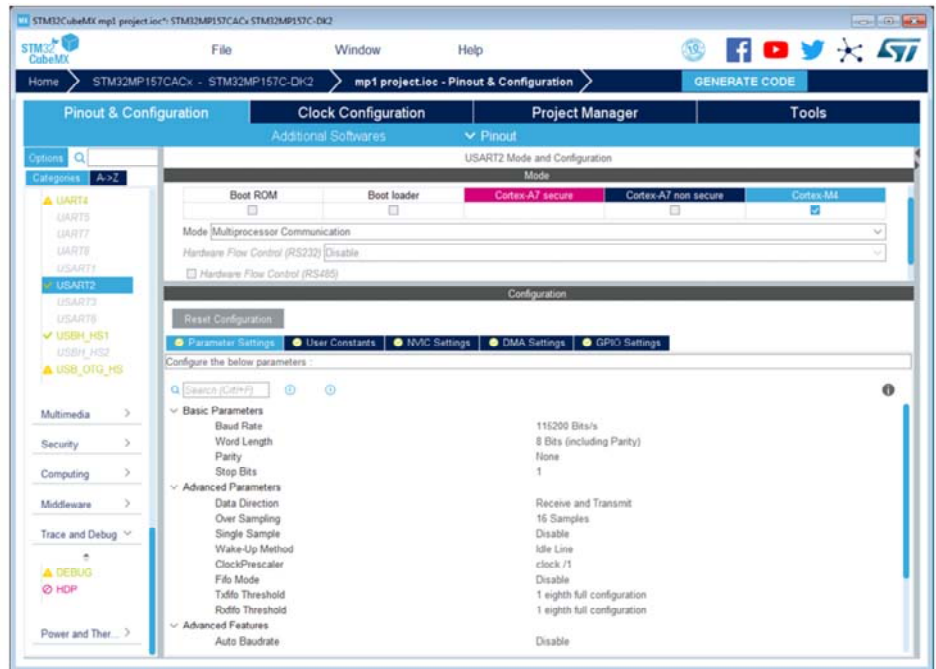 MX STM32CubeMX mp1 project.ioc*: STM32MP157CACx STM32MP157C-DK2
STM32 CubeMX File Window Help 10 ST
Home STM32MP157CACx - STM32MP157C-DK2 mp1 project.ioc - Pinout & Configuration GENERATE CODE
Pinout & Configuration Clock Configuration Project Manager Tools
Additional Softwares Pinout
Options
Categories A->Z
UART4
UART5
UART7
UART8
USART1
USART2
USART3
USART6
USBH_HS1
USBH_HS2
USB_OTG_HS
Multimedia
Security
Computing
Middleware
Trace and Debug
DEBUG
HDP
Power and Ther...
USART2 Mode and Configuration
Mode
Boot ROM Boot loader Cortex-A7 secure Cortex-A7 non secure Cortex-M4
Mode Multiprocessor Communication
Hardware Flow Control (RS232) Disable
Hardware Flow Control (RS485)
Configuration
Reset Configuration
Parameter Settings User Constants NVIC Settings DMA Settings GPIO Settings
Configure the below parameters :
Search (Ctrl+F)
Basic Parameters
Baud Rate 115200 Bits/s
Word Length 8 Bits (including Parity)
Parity None
Stop Bits 1
Advanced Parameters
Data Direction Receive and Transmit
Over Sampling 16 Samples
Single Sample Disable
Wake-Up Method Idle Line
ClockPrescaler clock /1
Fifo Mode Disable
Txfifo Threshold 1 eighth full configuration
Rxfifo Threshold 1 eighth full configuration
Advanced Features
Auto Baudrate Disable